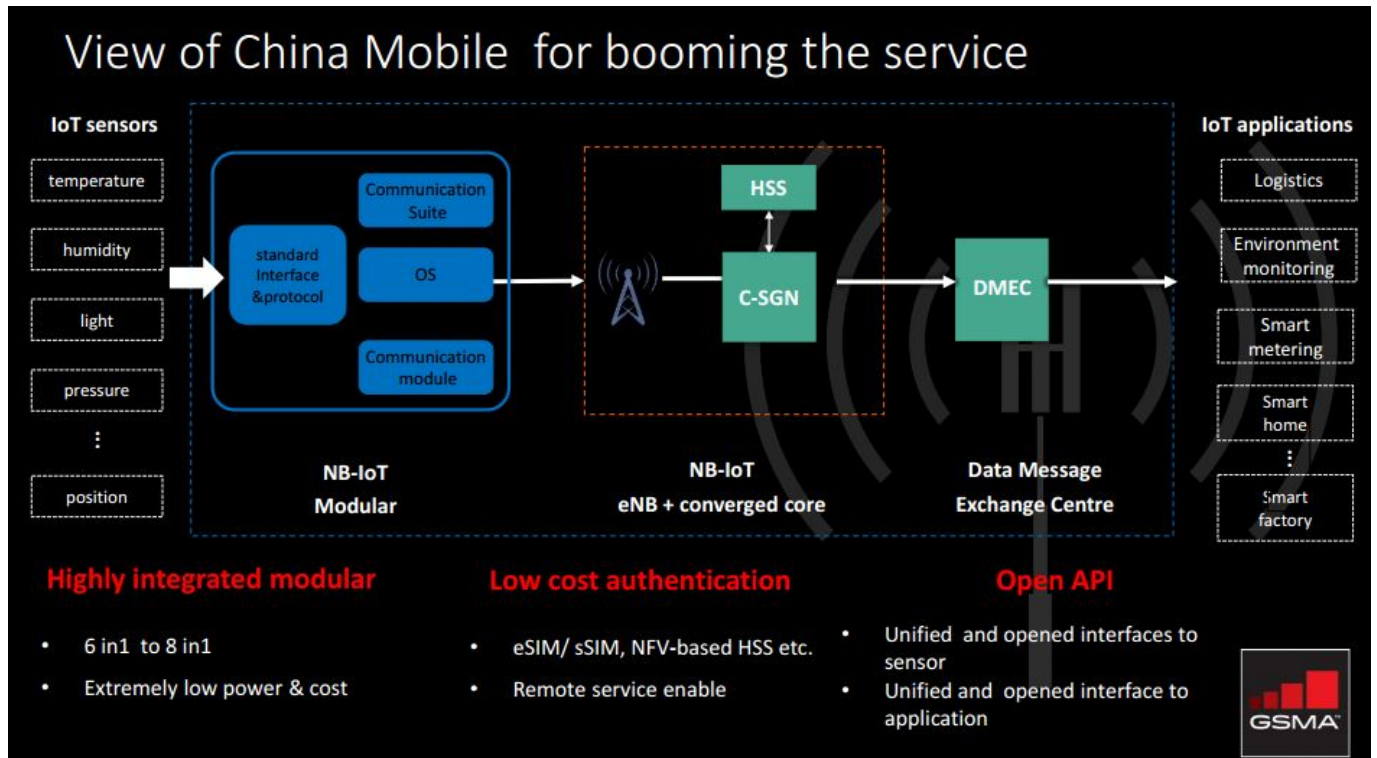 View of China Mobile for booming the service
IoT sensors
temperature
humidity
light
pressure
⋮
position
standard
Interface
&protocol
Communication
Suite
OS
Communication
module
NB-IoT
Modular
HSS
C-SGN
NB-IoT
eNB + converged core
DMEC
Data Message
Exchange Centre
IoT applications
Logistics
Environment
monitoring
Smart
metering
Smart
home
⋮
Smart
factory
Highly integrated modular
• 6 in1 to 8 in1
• Extremely low power & cost
Low cost authentication
• eSIM/ sSIM, NFV-based HSS etc.
• Remote service enable
Open API
• Unified and opened interfaces to
sensor
• Unified and opened interface to
application
GSMA™